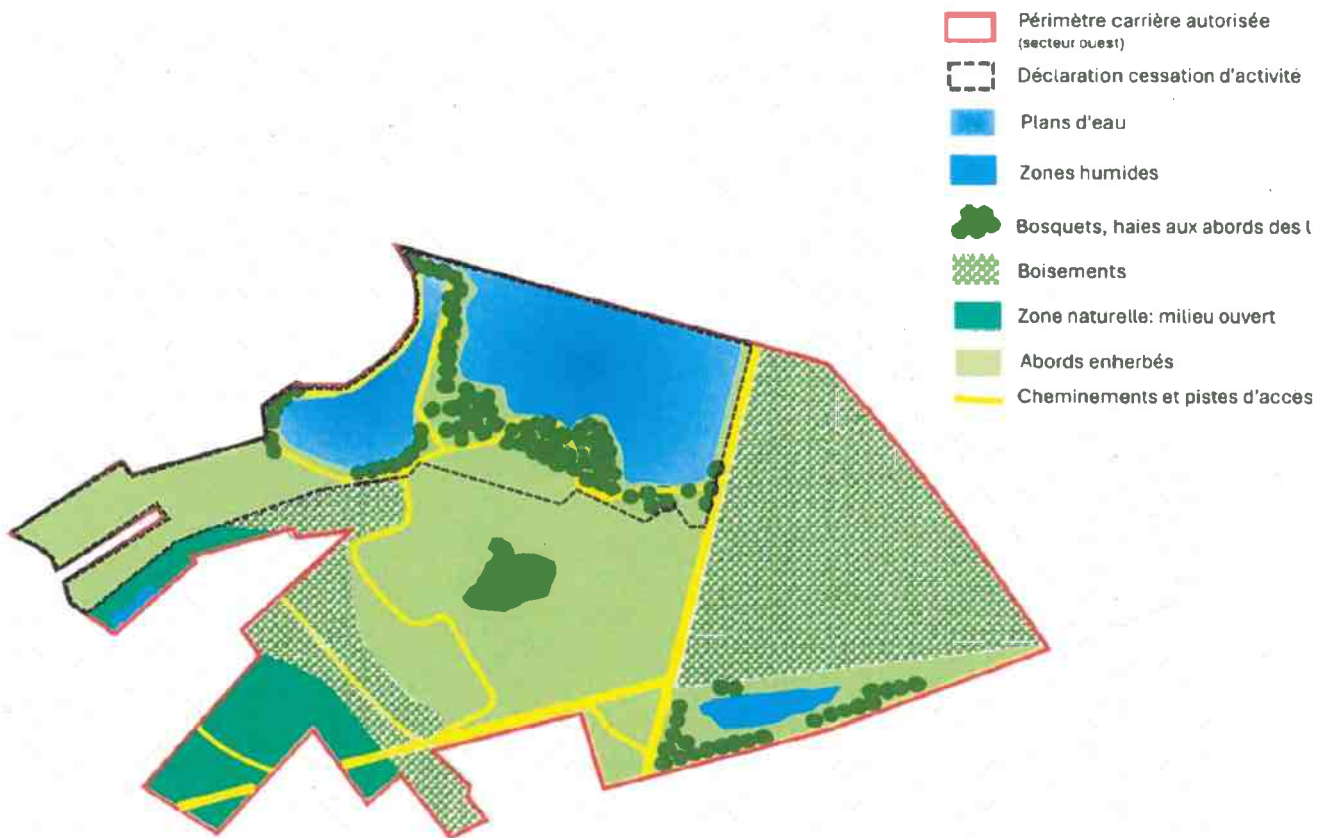 Périmètre carrière autorisée
(secteur ouest)
Déclaration cessation d'activité
Plans d'eau
Zones humides
Bosquets, haies aux abords des l
Boisements
Zone naturelle: milieu ouvert
Abords enherbés
Cheminements et pistes d'accès